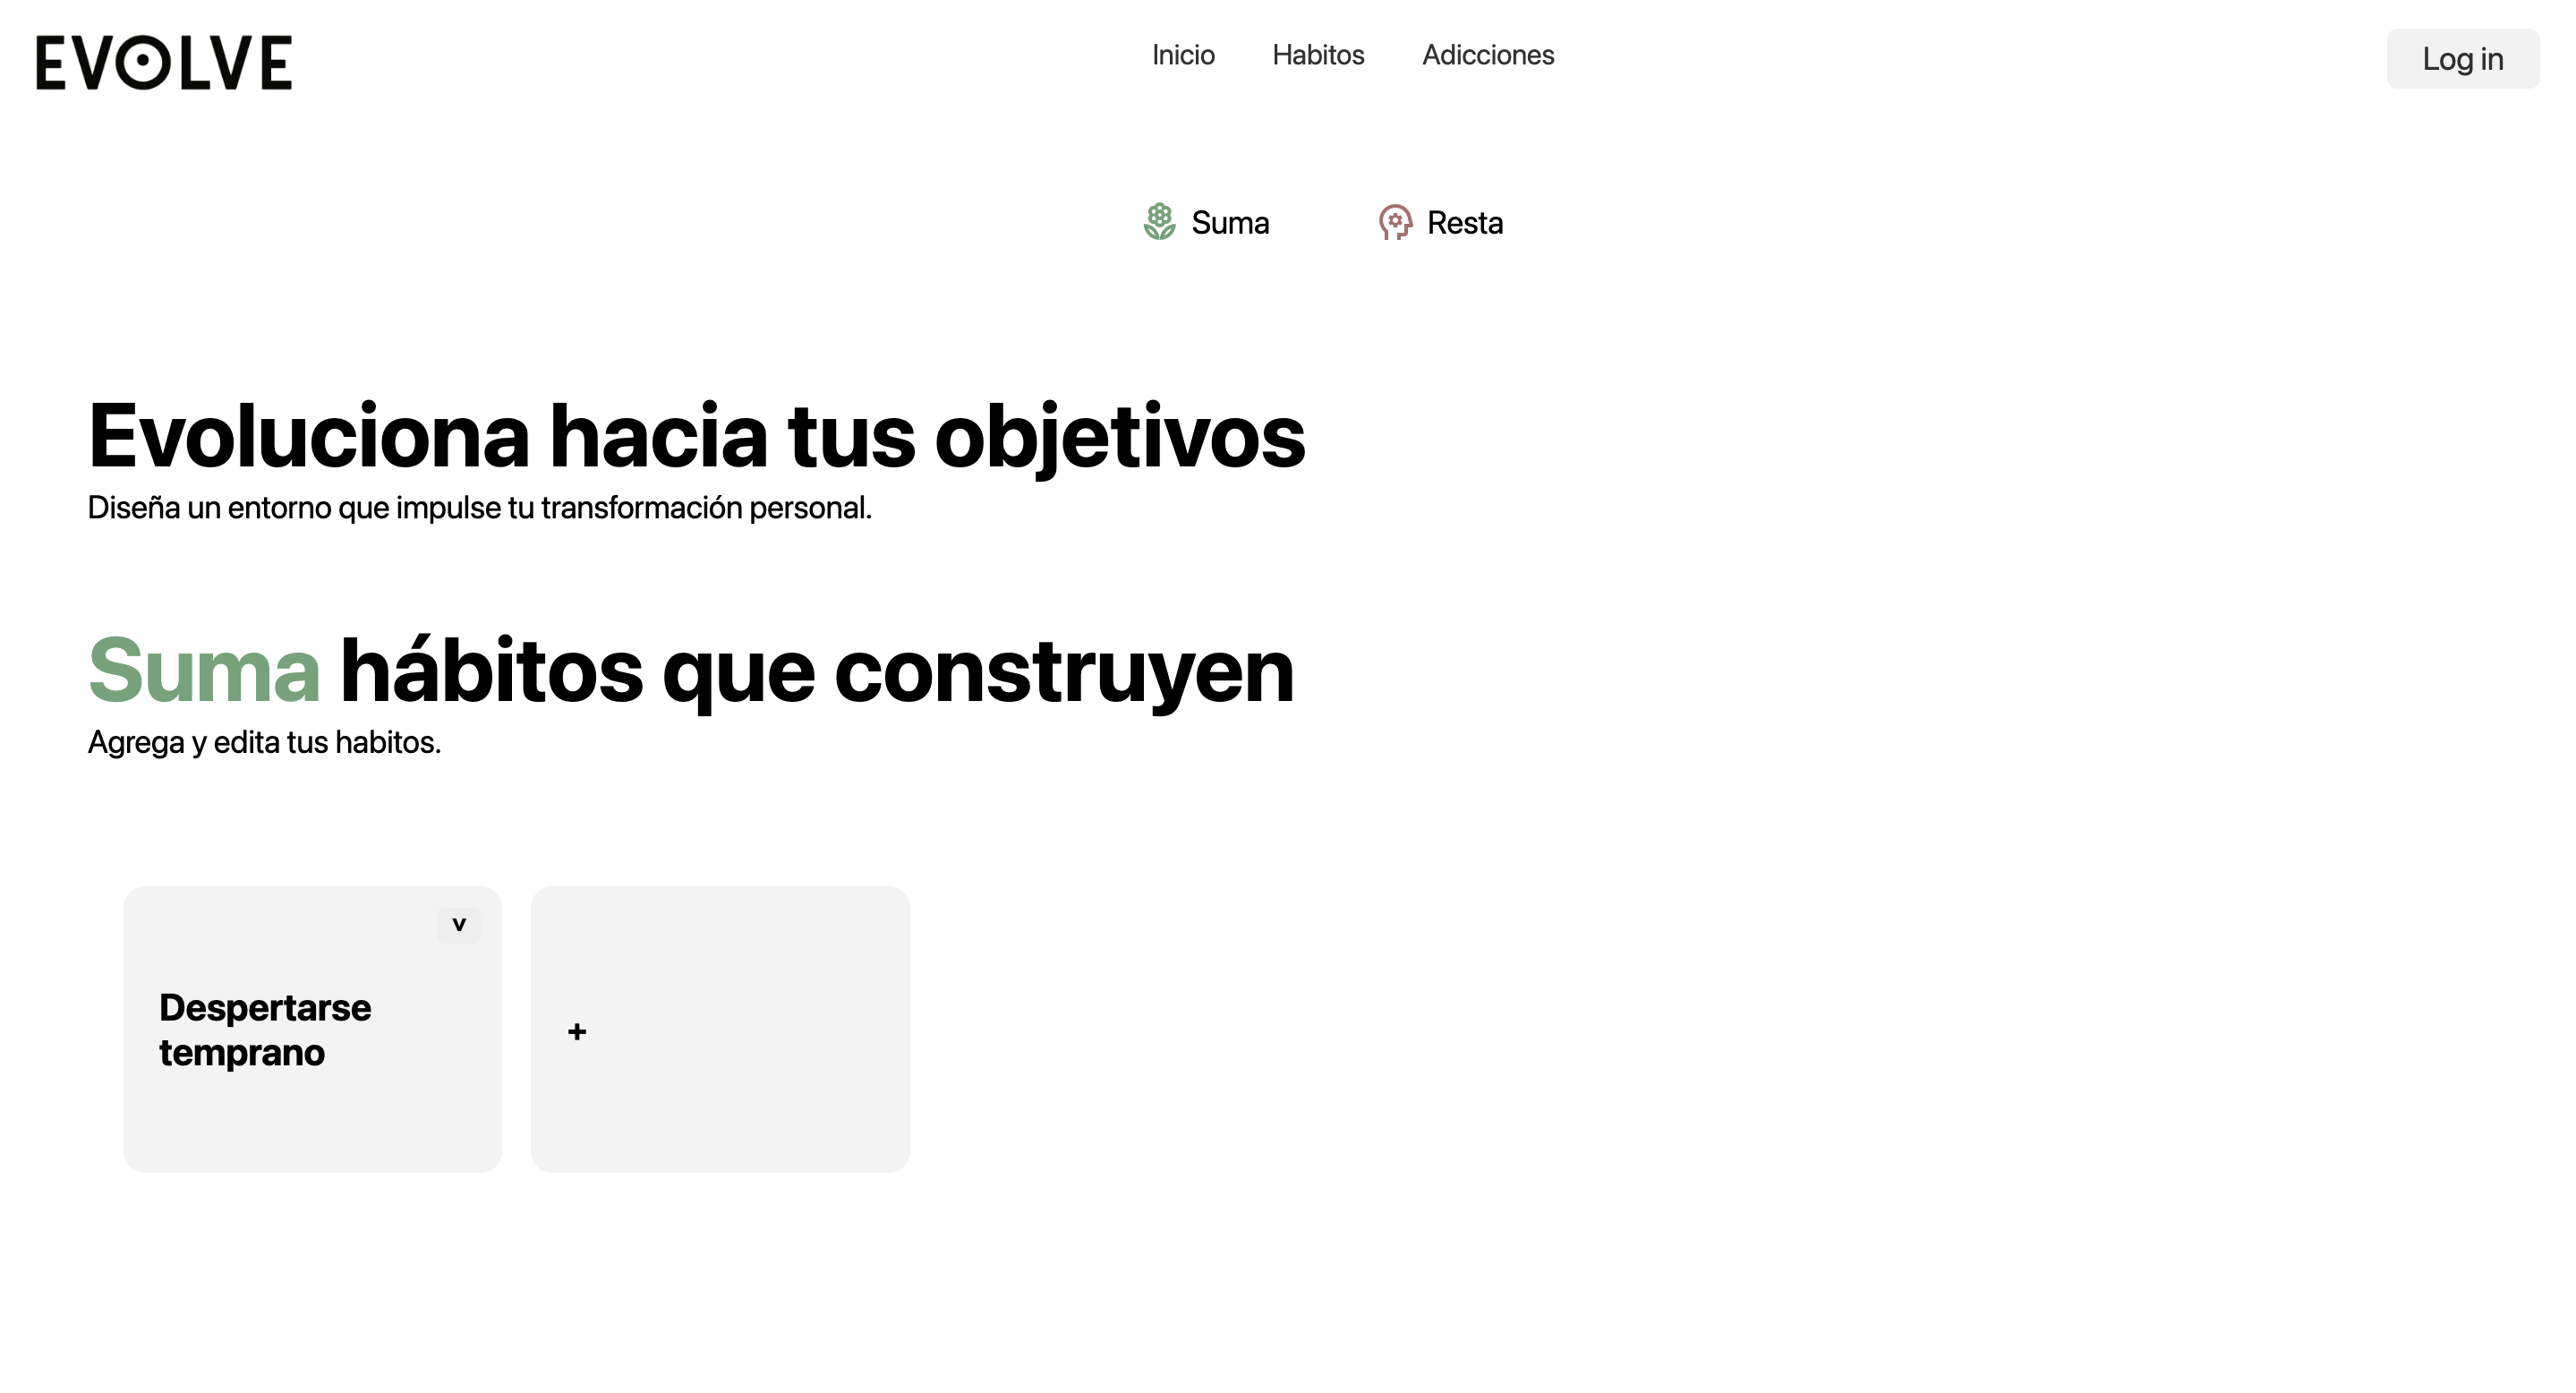 EVOLVE
Inicio Habitos Adicciones
Log in
Suma Resta
Evoluciona hacia tus objetivos
Diseña un entorno que impulse tu transformación personal.
Suma hábitos que construyen
Agrega y edita tus habitos.
v
Despertarse
temprano
+